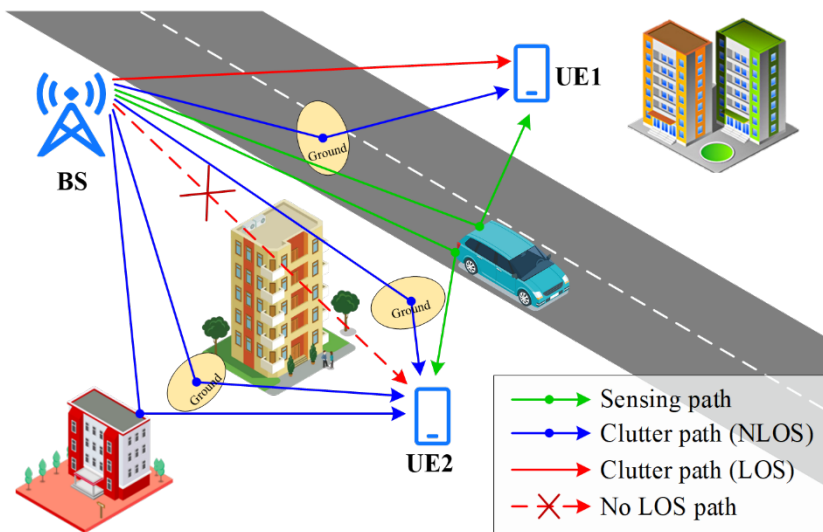 UE1
BS
Ground
Ground
Ground
UE2
Sensing path
Clutter path (NLOS)
Clutter path (LOS)
No LOS path